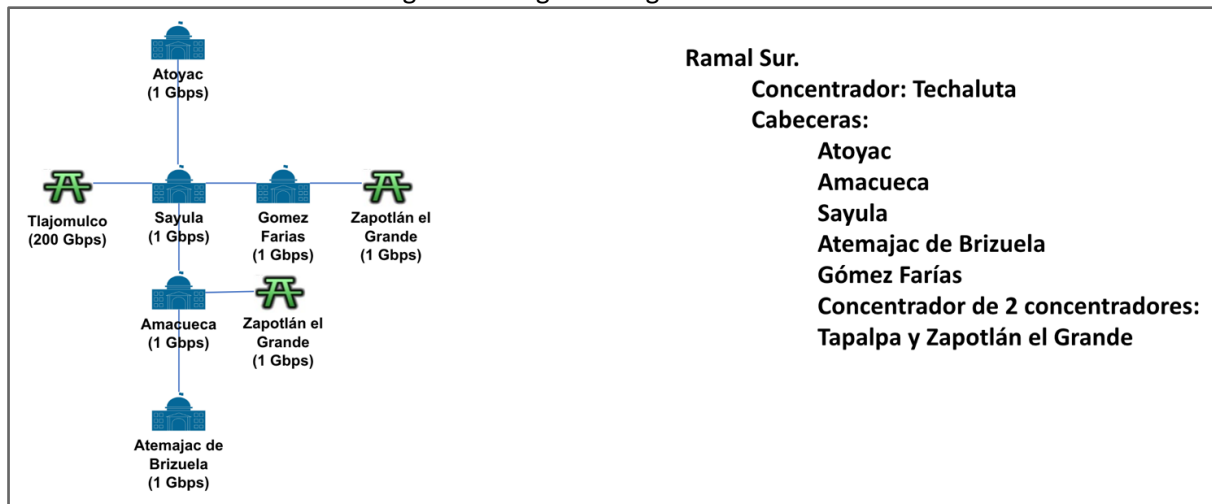 Atoyac
(1 Gbps)
Tlajomulco
(200 Gbps)
Sayula
(1 Gbps)
Gomez
Farias
(1 Gbps)
Zapotlán el
Grande
(1 Gbps)
Amacueca
(1 Gbps)
Zapotlán el
Grande
(1 Gbps)
Atemajac de
Brizuela
(1 Gbps)
Ramal Sur.
Concentrador: Techaluta
Cabeceras:
Atoyac
Amacueca
Sayula
Atemajac de Brizuela
Gómez Farías
Concentrador de 2 concentradores:
Tapalpa y Zapotlán el Grande